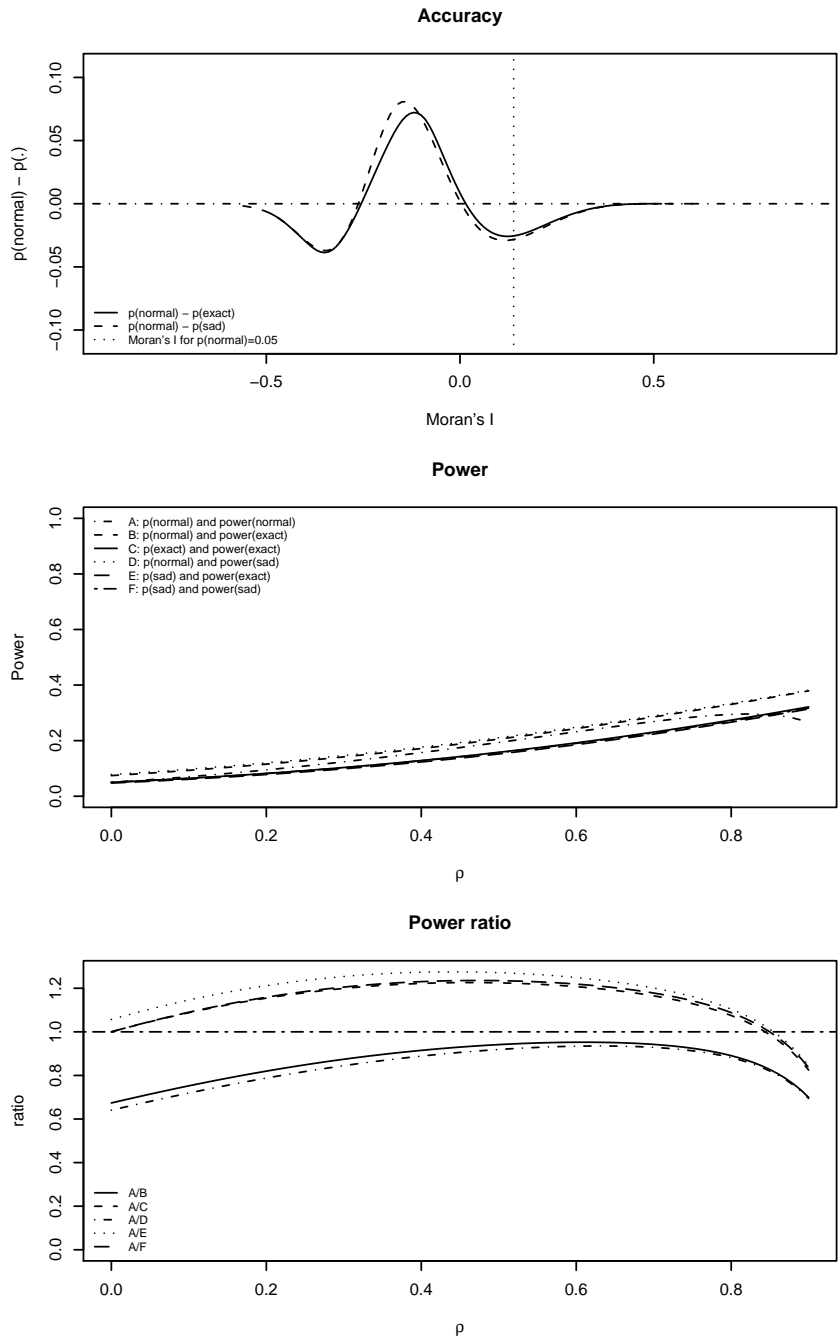 Accuracy
p(normal) − p(.)
0.10
0.05
0.00
−0.05
−0.10
p(normal) − p(exact)
p(normal) − p(sad)
Moran's I for p(normal)=0.05
−0.5
0.0
0.5
Moran's I
Power
Power
1.0
0.8
0.6
0.4
0.2
0.0
A: p(normal) and power(normal)
B: p(normal) and power(exact)
C: p(exact) and power(exact)
D: p(normal) and power(sad)
E: p(sad) and power(exact)
F: p(sad) and power(sad)
0.0
0.2
0.4
0.6
0.8
ρ
Power ratio
ratio
1.2
1.0
0.8
0.6
0.4
0.2
0.0
A/B
A/C
A/D
A/E
A/F
0.0
0.2
0.4
0.6
0.8
ρ